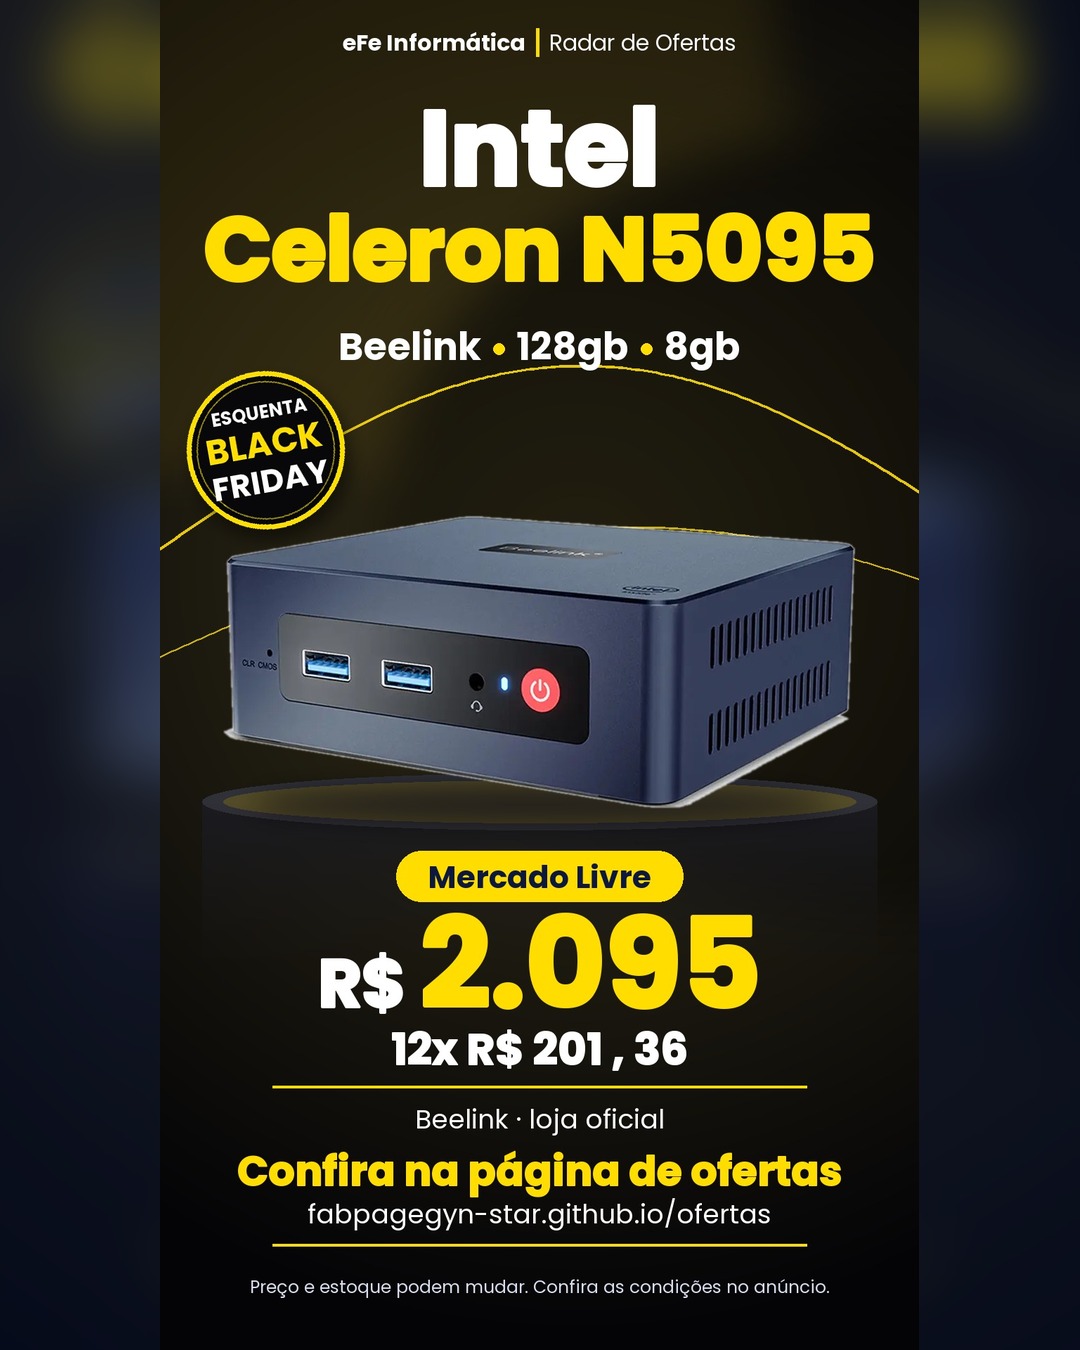 eFe Informática | Radar de Ofertas
Intel
Celeron N5095
Beelink • 128gb • 8gb
ESQUENTA
BLACK
FRIDAY
Beelink
intel
CLR CMOS
Mercado Livre
R$ 2.095
12x R$ 201 , 36
Beelink · loja oficial
Confira na página de ofertas
fabpagegyn-star.github.io/ofertas
Preço e estoque podem mudar. Confira as condições no anúncio.